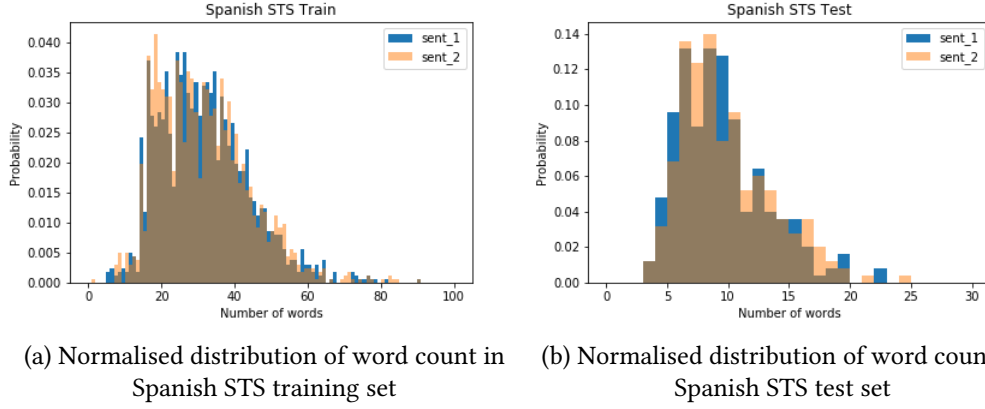 Spanish STS Train
sent_1
sent_2
0.040
0.035
0.030
0.025
0.020
0.015
0.010
0.005
0.000
Probability
0 20 40 60 80 100
Number of words
(a) Normalised distribution of word count in
Spanish STS training set
Spanish STS Test
sent_1
sent_2
0.14
0.12
0.10
0.08
0.06
0.04
0.02
0.00
Probability
0 5 10 15 20 25 30
Number of words
(b) Normalised distribution of word coun
Spanish STS test set